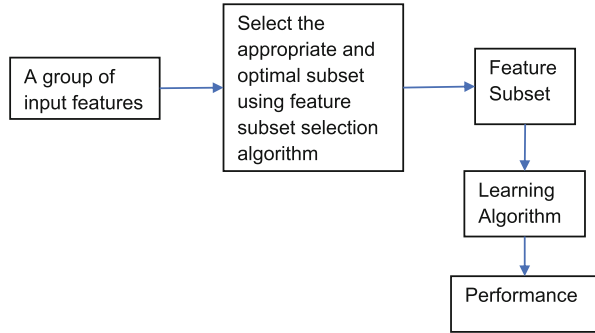 A group of
input features
Select the
appropriate and
optimal subset
using feature
subset selection
algorithm
Feature
Subset
Learning
Algorithm
Performance